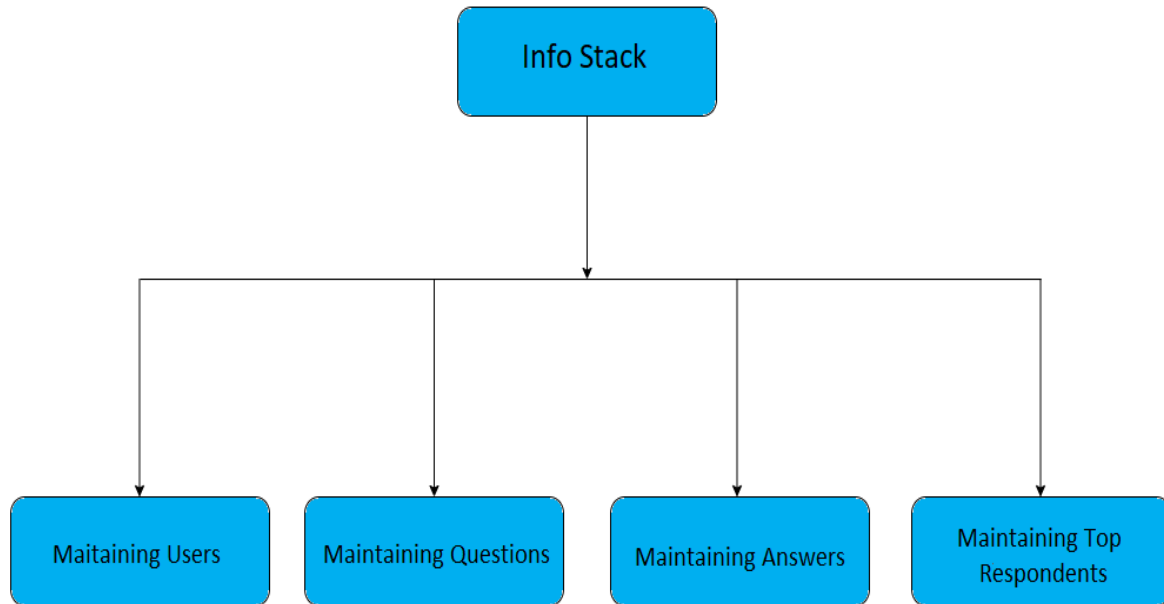 Info Stack
Maitaining Users
Maintaining Questions
Maintaining Answers
Maintaining Top
Respondents